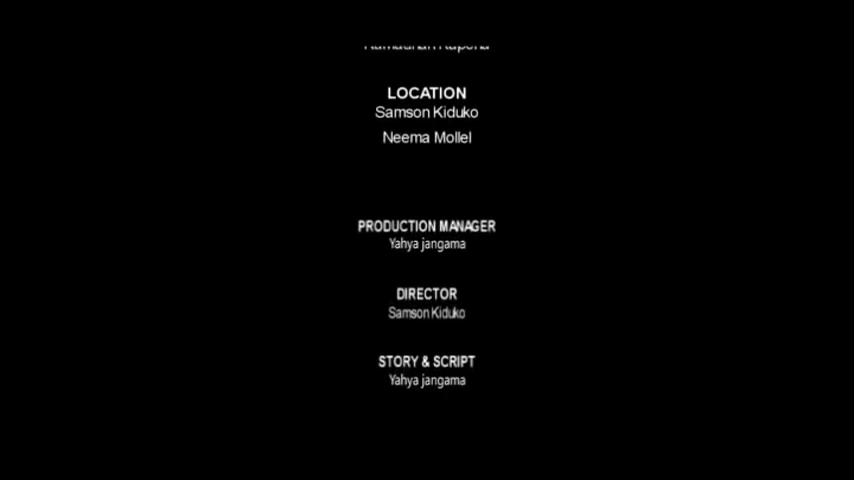 LOCATION
Samson Kiduko
Neema Mollel
PRODUCTION MANAGER
Yahya jangama
DIRECTOR
Samson Kiduko
STORY & SCRIPT
Yahya jangama